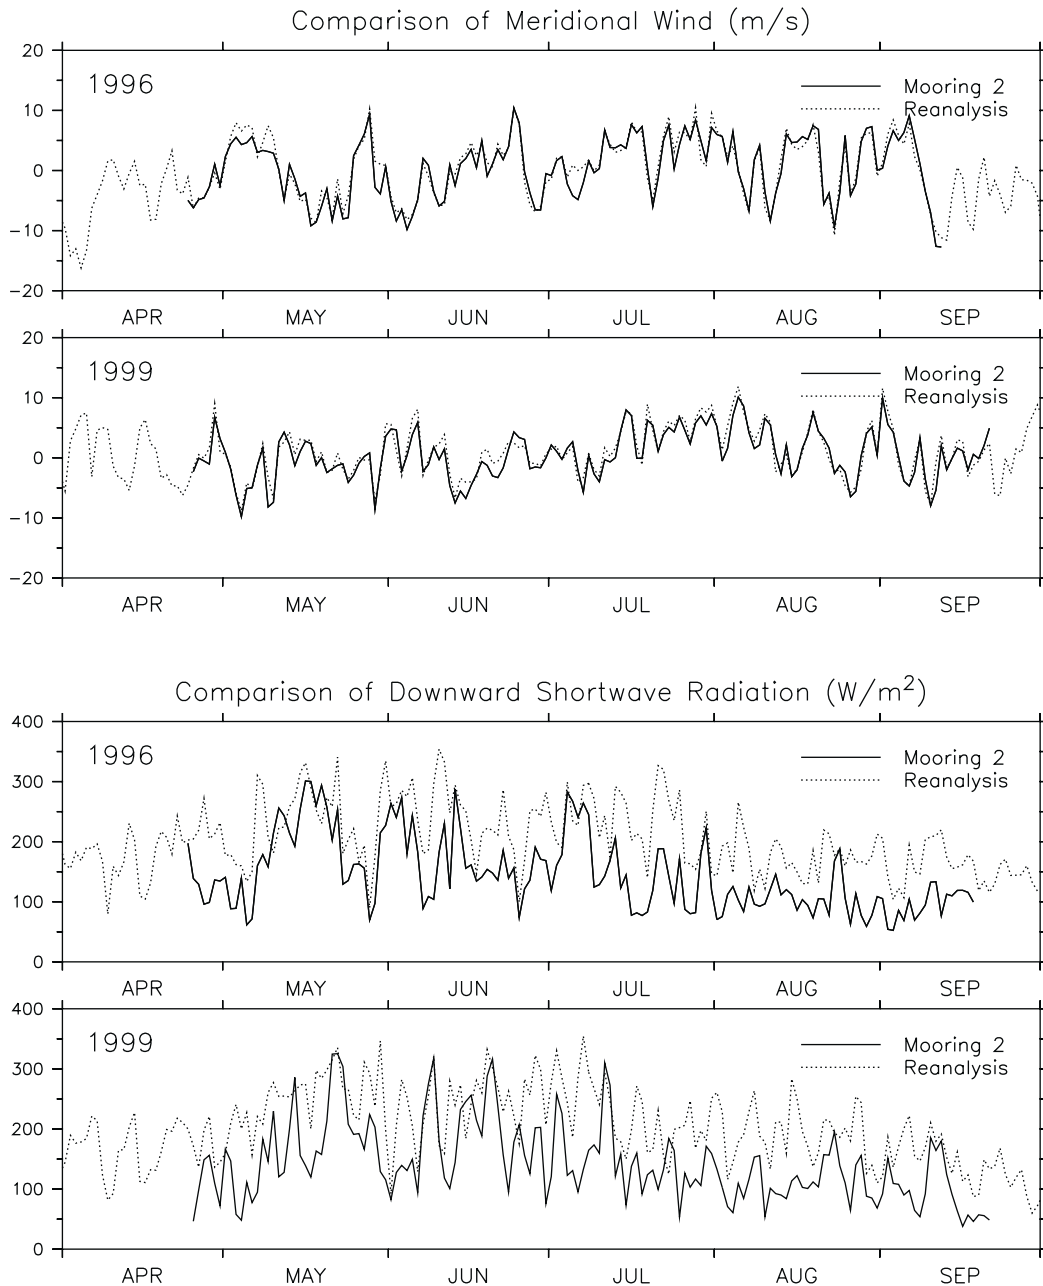 Comparison of Meridional Wind (m/s)
20
1996
Mooring 2
10
Reanalysis
0
−10
−20
APR MAY JUN JUL AUG SEP
20
1999
Mooring 2
10
Reanalysis
0
−10
−20
APR MAY JUN JUL AUG SEP
Comparison of Downward Shortwave Radiation (W/m²)
400
1996
Mooring 2
300
Reanalysis
200
100
0
APR MAY JUN JUL AUG SEP
400
1999
Mooring 2
300
Reanalysis
200
100
0
APR MAY JUN JUL AUG SEP